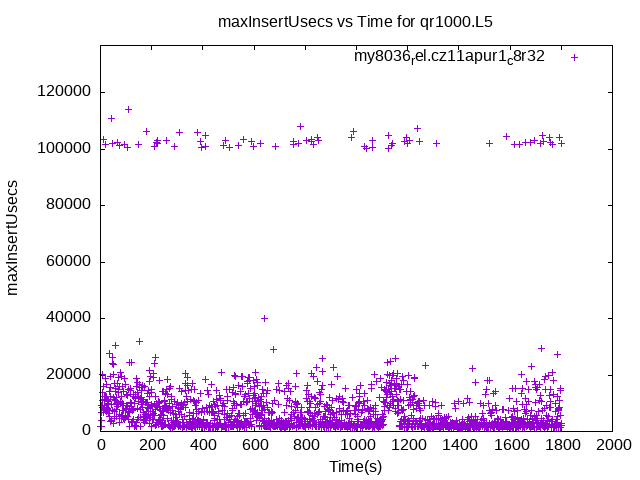 maxInsertUsecs vs Time for qr1000.L5
my8036_rel.cz11apur1_c8r32
maxInsertUsecs
120000
100000
80000
60000
40000
20000
0
0 200 400 600 800 1000 1200 1400 1600 1800 2000
Time(s)